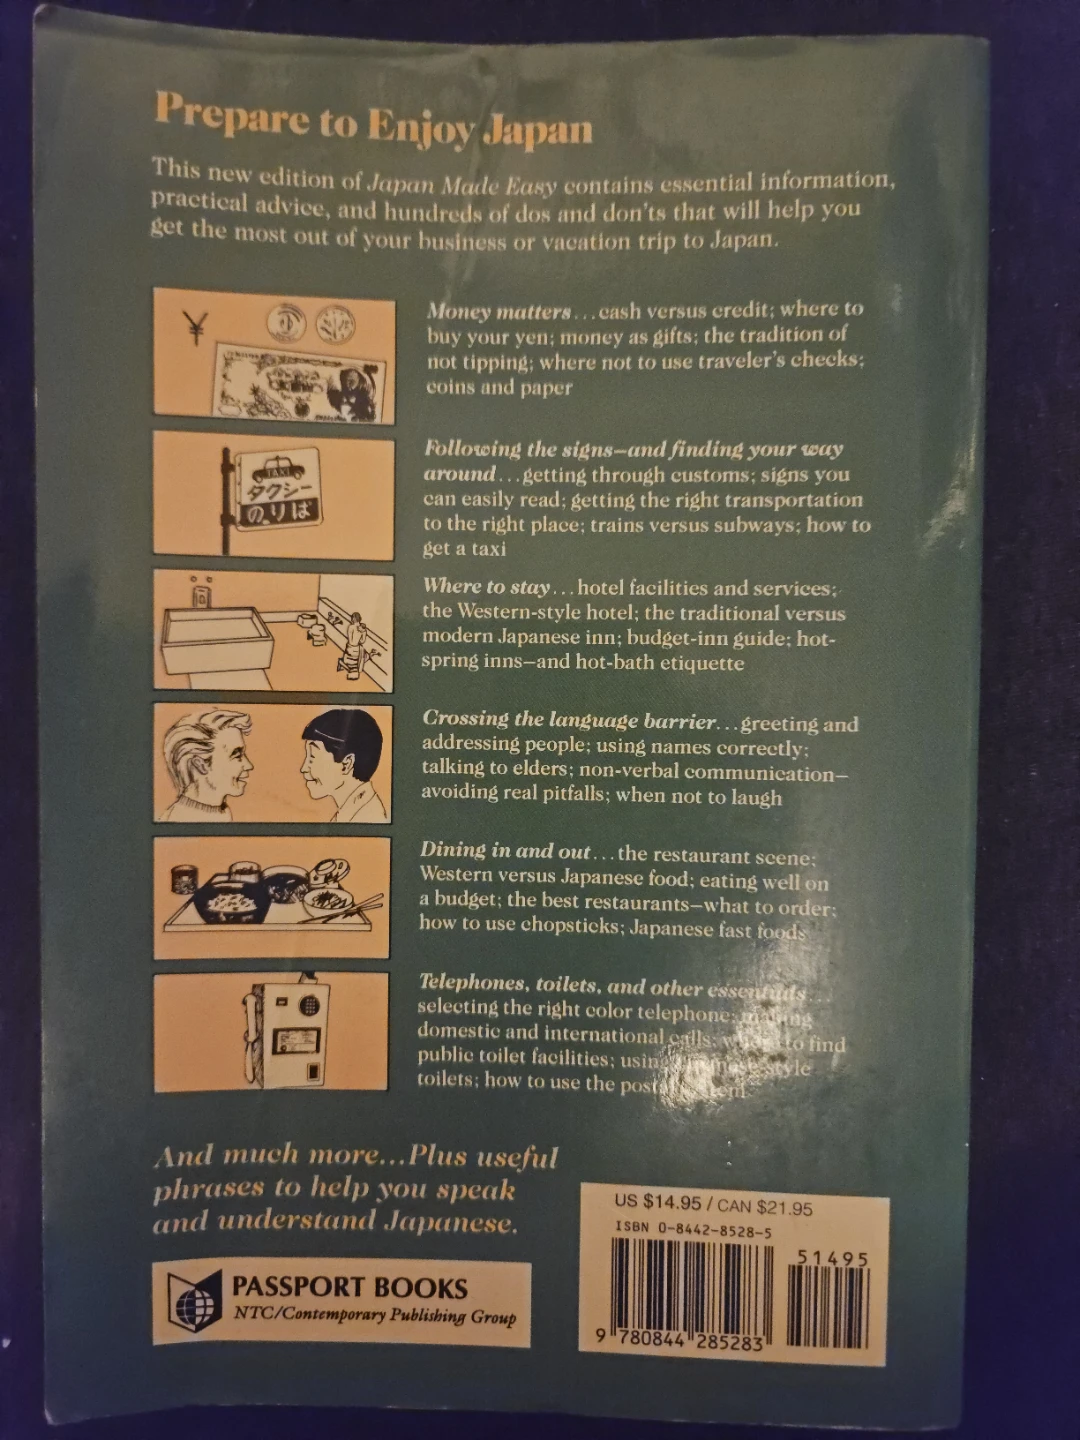 Prepare to Enjoy Japan
This new edition of Japan Made Easy contains essential information,
practical advice, and hundreds of dos and don'ts that will help you
get the most out of your business or vacation trip to Japan.
¥
Money matters...cash versus credit; where to
buy your yen; money as gifts; the tradition of
not tipping; where not to use traveler's checks;
coins and paper
TAXI
タクシー
のりば
Following the signs—and finding your way
around...getting through customs; signs you
can easily read; getting the right transportation
to the right place; trains versus subways; how to
get a taxi
Where to stay...hotel facilities and services;
the Western-style hotel; the traditional versus
modern Japanese inn; budget-inn guide; hot-
spring inns—and hot-bath etiquette
Crossing the language barrier...greeting and
addressing people; using names correctly;
talking to elders; non-verbal communication—
avoiding real pitfalls; when not to laugh
Dining in and out...the restaurant scene;
Western versus Japanese food; eating well on
a budget; the best restaurants—what to order;
how to use chopsticks; Japanese fast foods
Telephones, toilets, and other essentials...
selecting the right color telephone; making
domestic and international calls; where to find
public toilet facilities; using Japanese-style
toilets; how to use the postal system
And much more...Plus useful
phrases to help you speak
and understand Japanese.
PASSPORT BOOKS
NTC/Contemporary Publishing Group
US $14.95 / CAN $21.95
ISBN 0-8442-8528-5
51495
9 780844 285283